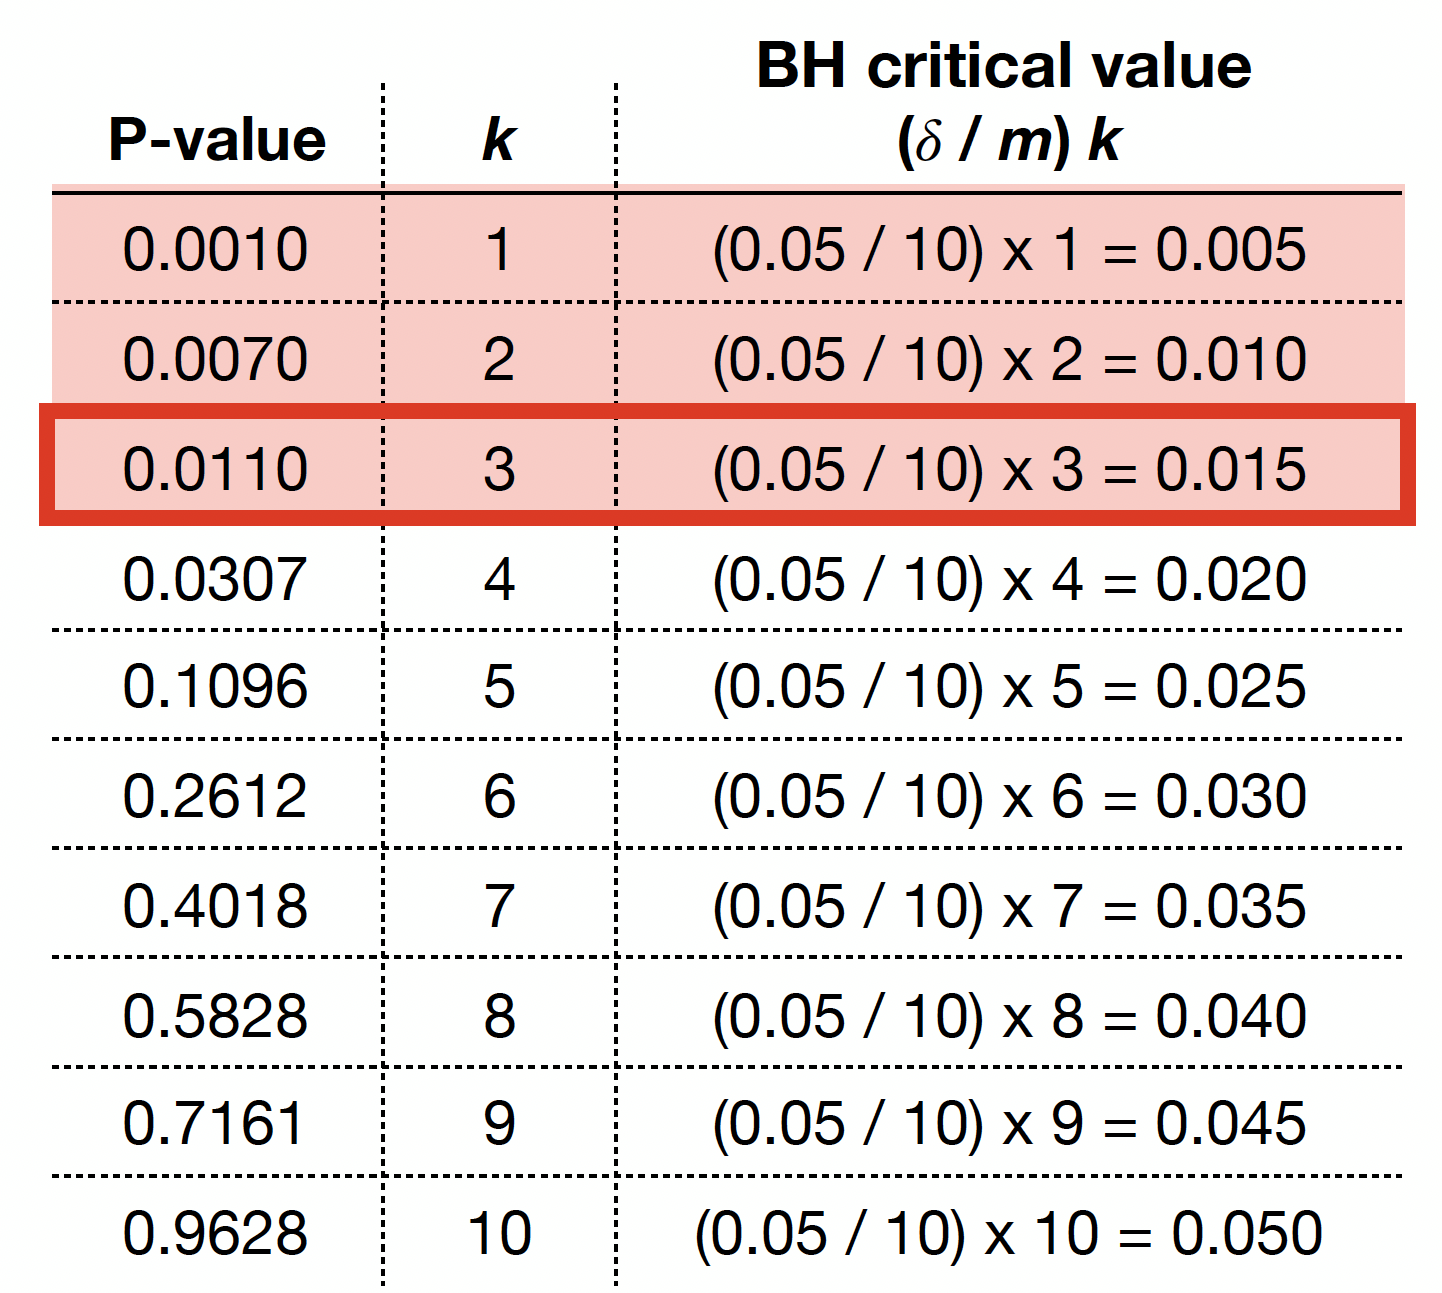 BH critical value
P-value k (δ / m) k
0.0010 1 (0.05 / 10) x 1 = 0.005
0.0070 2 (0.05 / 10) x 2 = 0.010
0.0110 3 (0.05 / 10) x 3 = 0.015
0.0307 4 (0.05 / 10) x 4 = 0.020
0.1096 5 (0.05 / 10) x 5 = 0.025
0.2612 6 (0.05 / 10) x 6 = 0.030
0.4018 7 (0.05 / 10) x 7 = 0.035
0.5828 8 (0.05 / 10) x 8 = 0.040
0.7161 9 (0.05 / 10) x 9 = 0.045
0.9628 10 (0.05 / 10) x 10 = 0.050